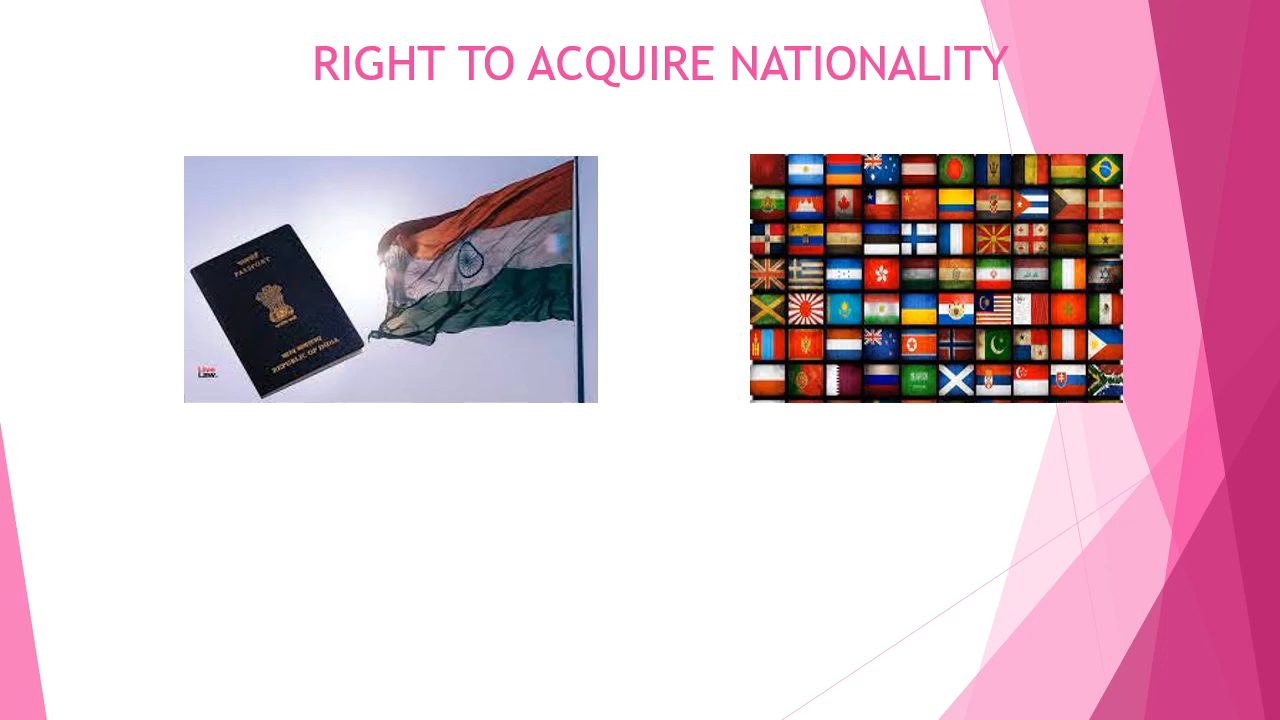 RIGHT TO ACQUIRE NATIONALITY
PASSPORT
REPUBLIC OF INDIA
Live
Law.